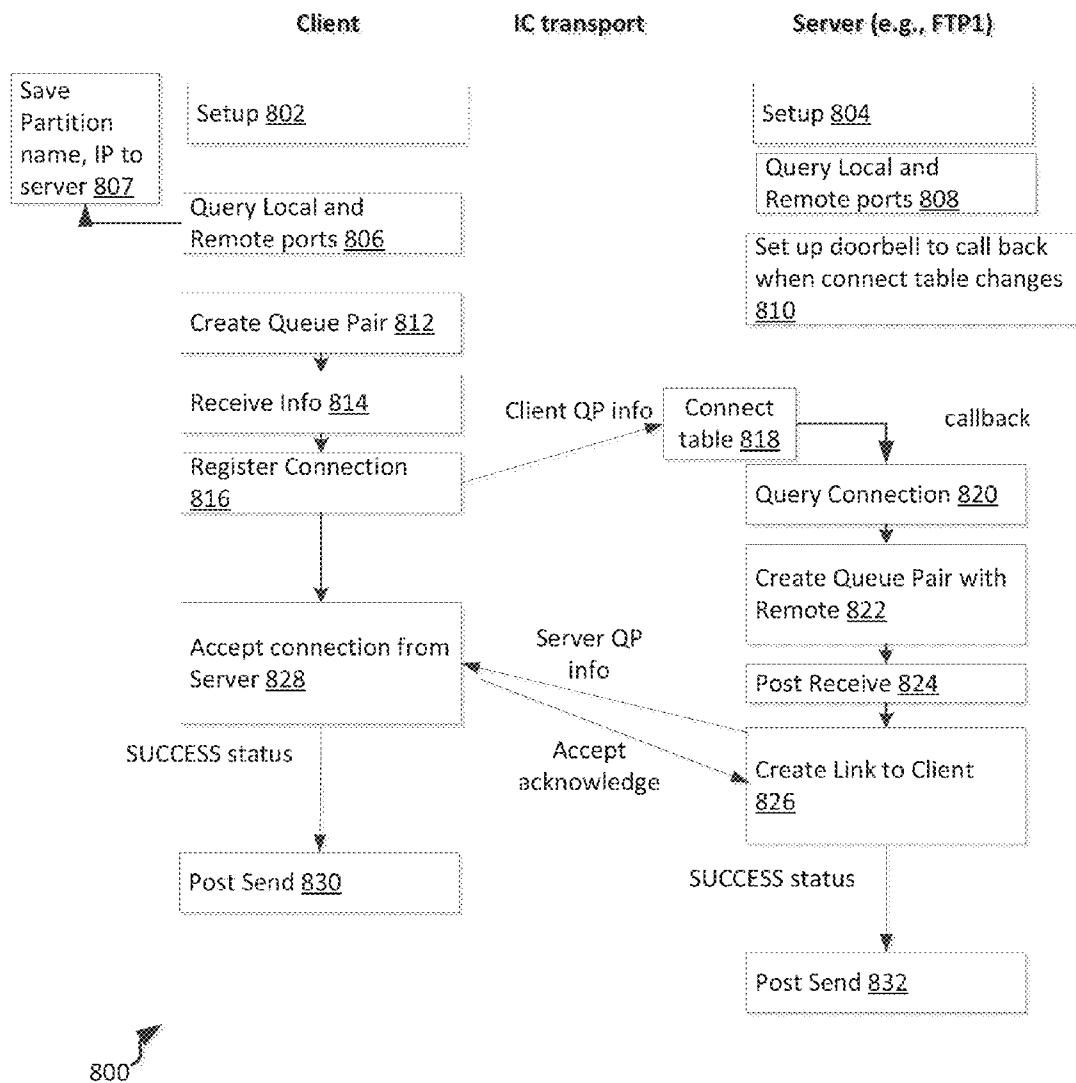 Client
IC transport
Server (e.g., FTP1)
Save
Partition
name, IP to
server 807
Setup 802
Setup 804
Query Local and
Remote ports 808
Query Local and
Remote ports 806
Set up doorbell to call back
when connect table changes
810
Create Queue Pair 812
Receive Info 814
Client QP info
Connect
table 818
callback
Register Connection
816
Query Connection 820
Create Queue Pair with
Remote 822
Accept connection from
Server 828
Server QP
info
Post Receive 824
SUCCESS status
Accept
acknowledge
Create Link to Client
826
Post Send 830
SUCCESS status
Post Send 832
800